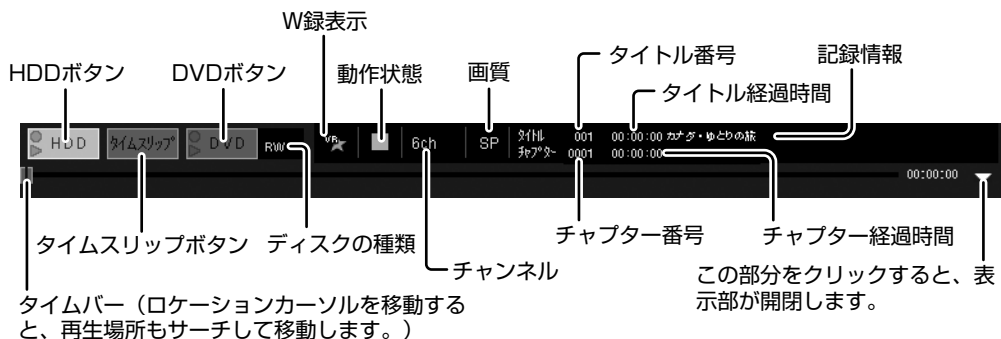 W録表示
HDDボタン
DVDボタン
動作状態
画質
タイトル番号
記録情報
タイトル経過時間
HDD
タイムスリップ
DVD
RW
VR
6ch
SP
タイトル 001 00:00:00 カナダ・ゆとりの旅
チャプター 0001 00:00:00
00:00:00
タイムスリップボタン
ディスクの種類
チャンネル
チャプター番号
チャプター経過時間
この部分をクリックすると、表
示部が開閉します。
タイムバー（ロケーションカーソルを移動する
と、再生場所もサーチして移動します。）